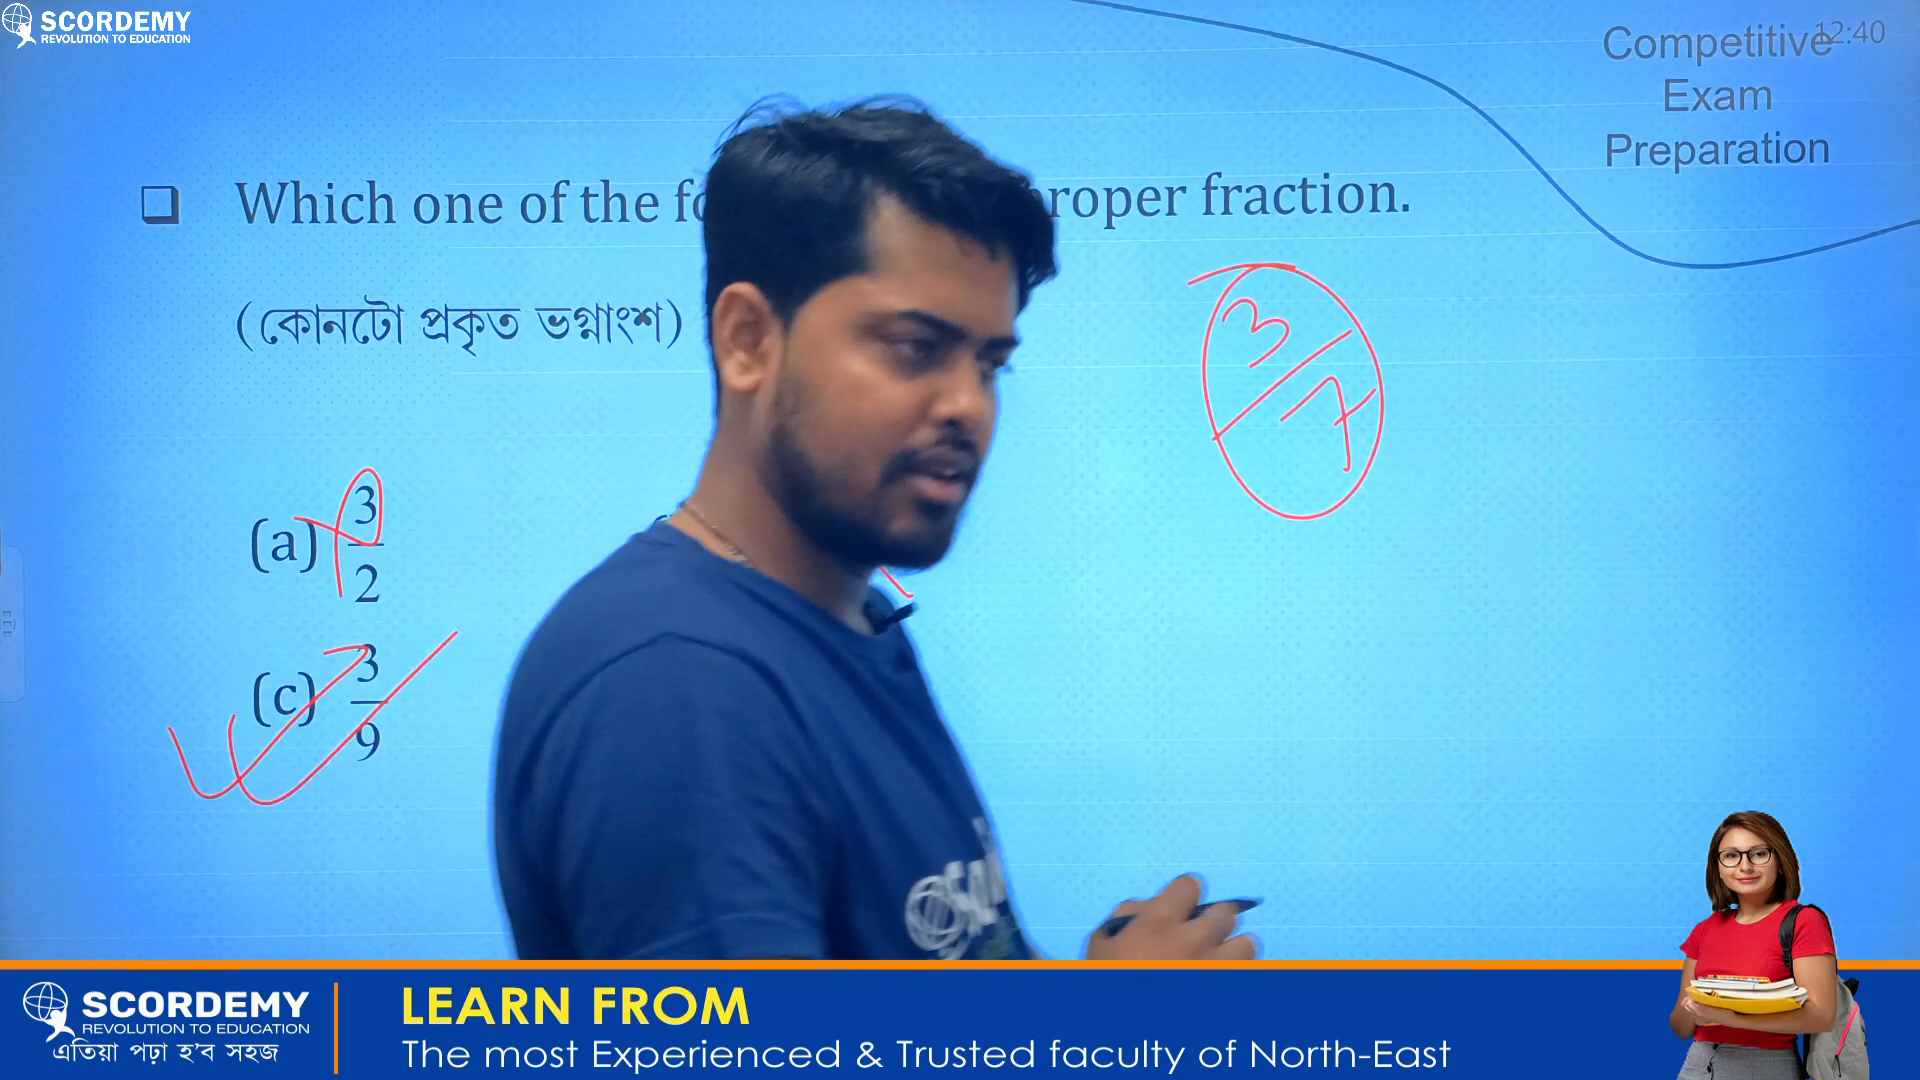 SCORDEMY
REVOLUTION TO EDUCATION
12:40
Competitive
Exam
Preparation
Which one of the fo roper fraction.
(কোনটো প্ৰকৃত ভগ্নাংশ)
3/7
(a) 3/2
(c) 3/9
SCORDEMY
REVOLUTION TO EDUCATION
এতিয়া পঢ়া হ'ব সহজ
LEARN FROM
The most Experienced & Trusted faculty of North-East